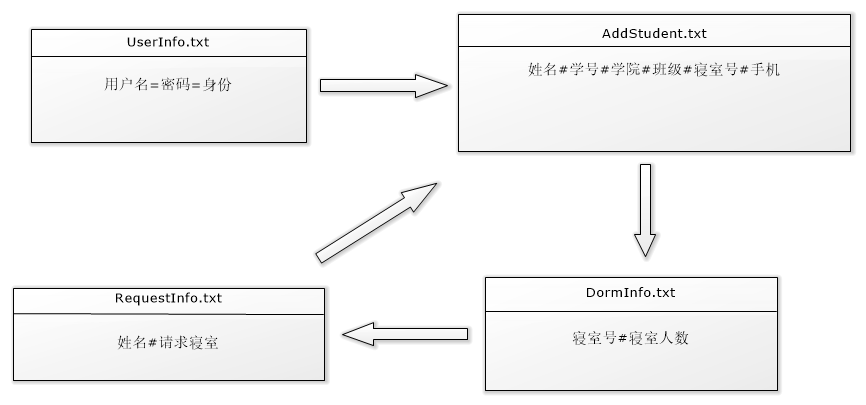 UserInfo.txt
用户名=密码=身份
AddStudent.txt
姓名#学号#学院#班级#寝室号#手机
RequestInfo.txt
姓名#请求寝室
DormInfo.txt
寝室号#寝室人数